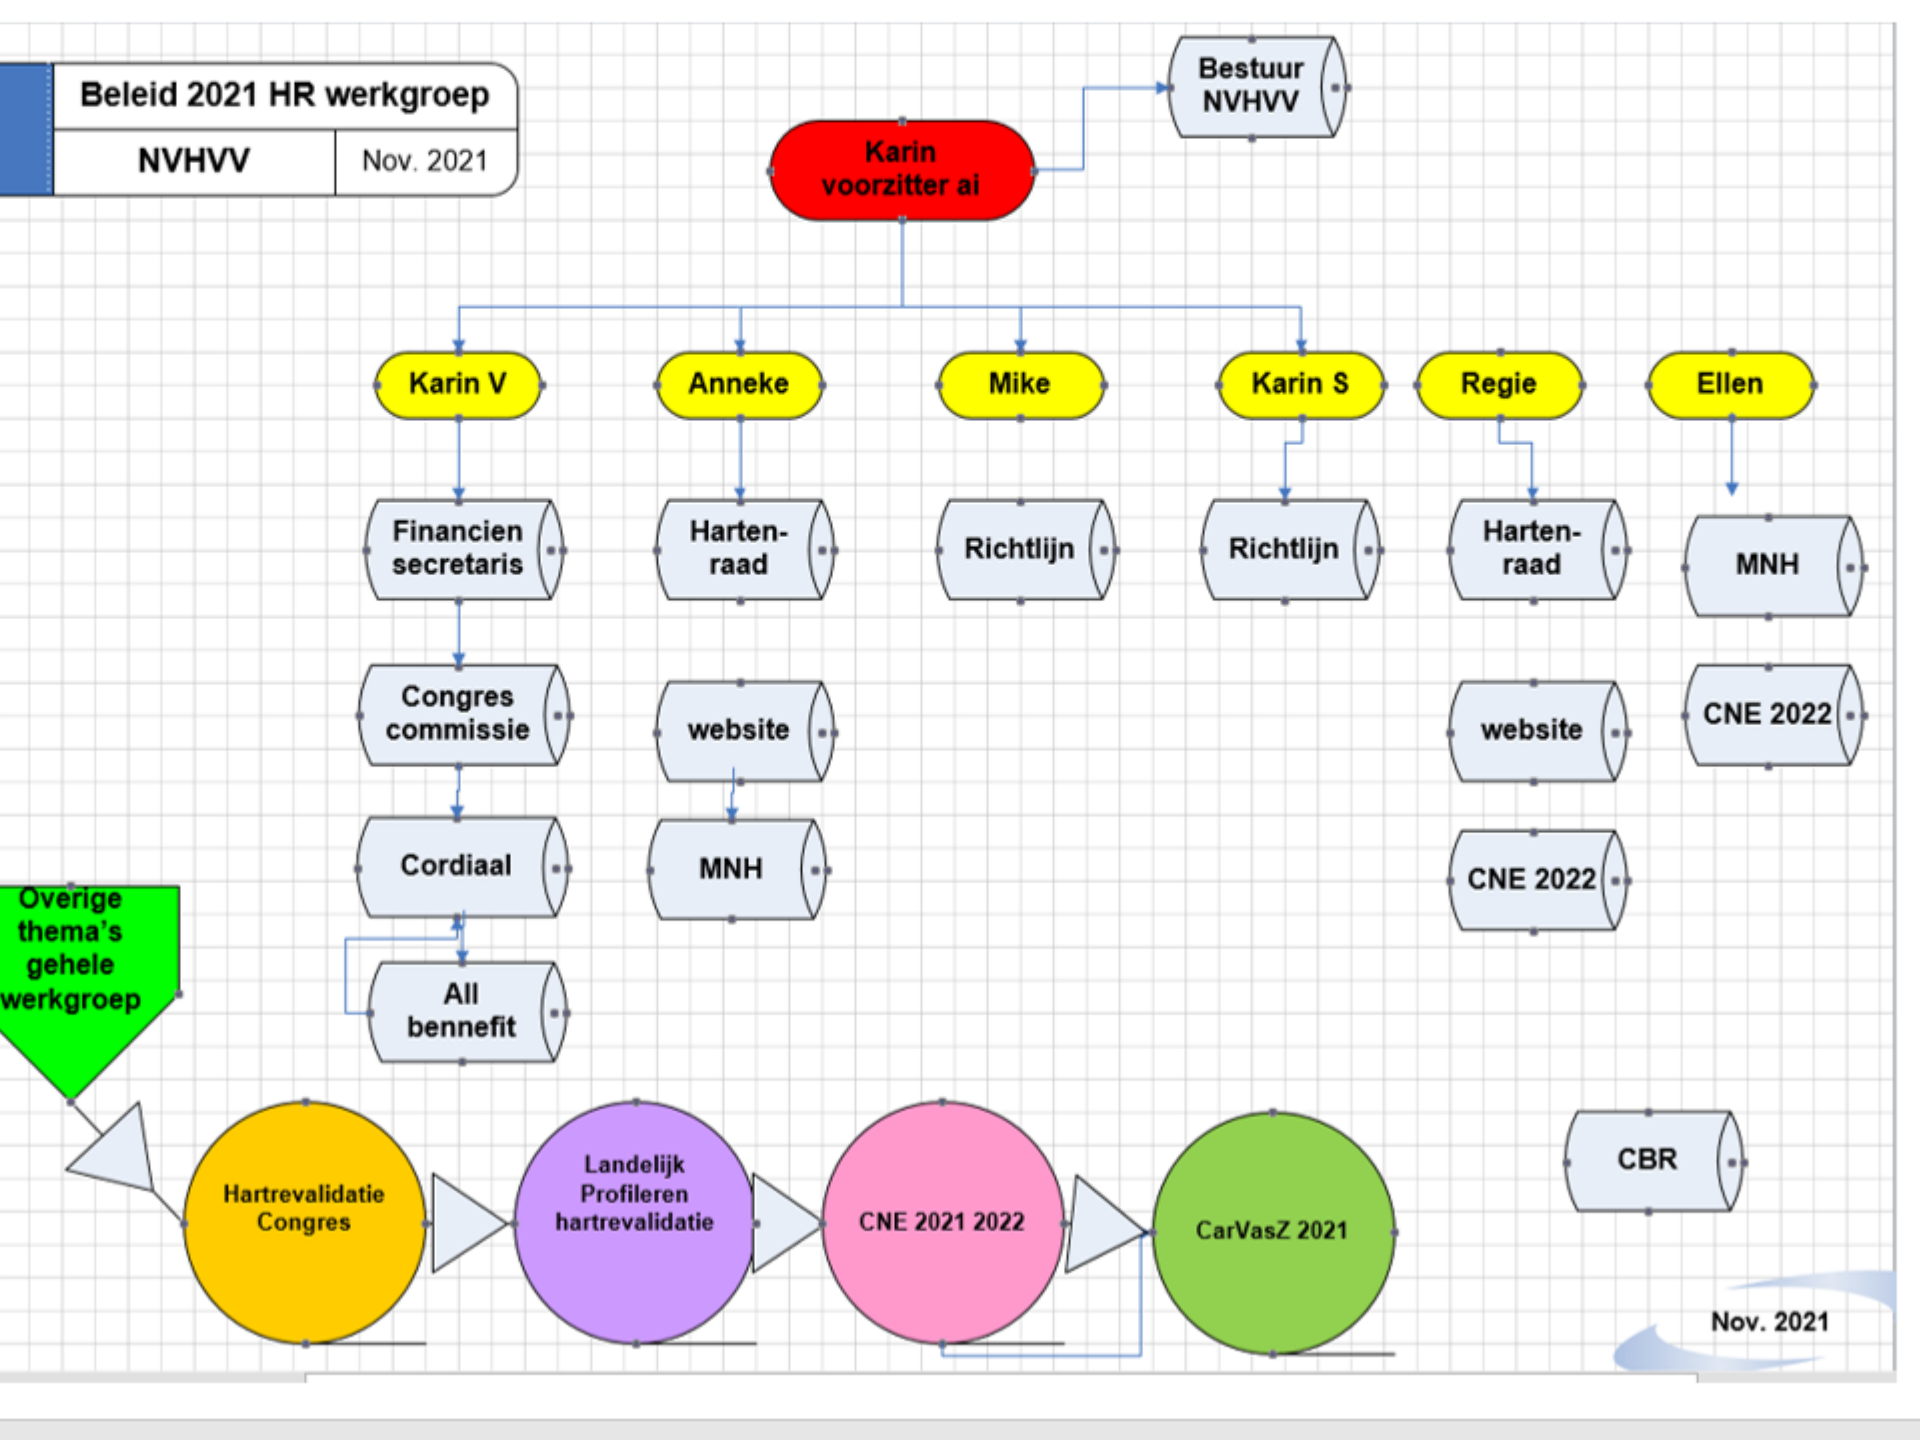 Beleid 2021 HR werkgroep
NVHVV
Nov. 2021
Bestuur
NVHVV
Karin
voorzitter ai
Karin V
Anneke
Mike
Karin S
Regie
Ellen
Financien
secretaris
Harten-
raad
Richtlijn
Richtlijn
Harten-
raad
MNH
Congres
commissie
website
website
CNE 2022
Cordiaal
MNH
CNE 2022
All
bennefit
Overige
thema's
gehele
werkgroep
Hartrevalidatie
Congres
Landelijk
Profileren
hartrevalidatie
CNE 2021 2022
CarVasZ 2021
CBR
Nov. 2021